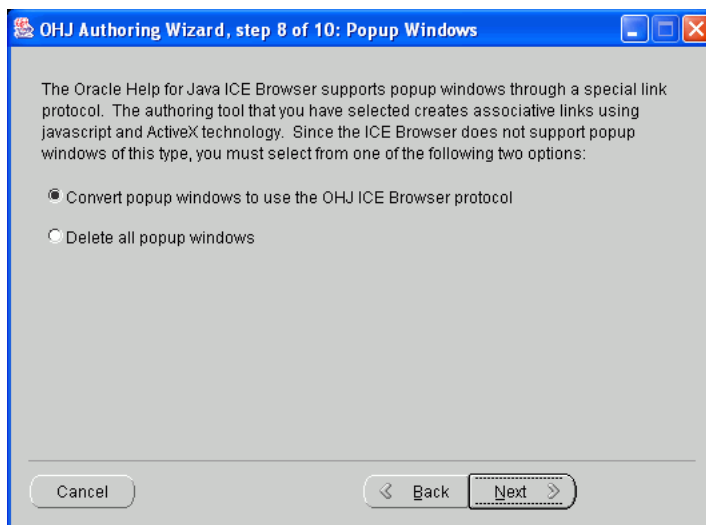 OHJ Authoring Wizard, step 8 of 10: Popup Windows
The Oracle Help for Java ICE Browser supports popup windows through a special link
protocol. The authoring tool that you have selected creates associative links using
javascript and ActiveX technology. Since the ICE Browser does not support popup
windows of this type, you must select from one of the following two options:
Convert popup windows to use the OHJ ICE Browser protocol
Delete all popup windows
Cancel
Back
Next